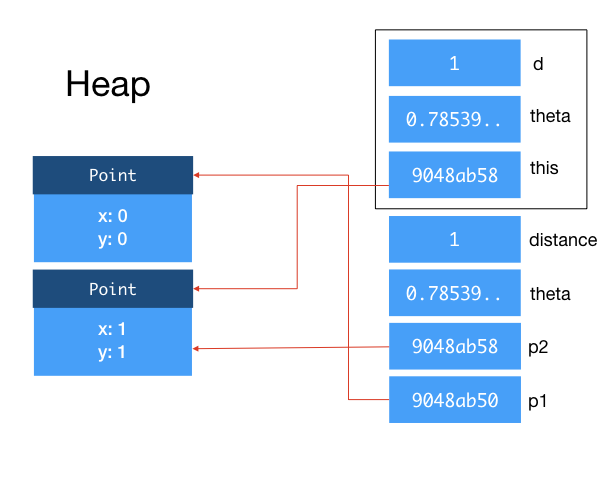 Heap
Point
x: 0
y: 0
Point
x: 1
y: 1
1 d
0.78539.. theta
9048ab58 this
1 distance
0.78539.. theta
9048ab58 p2
9048ab50 p1